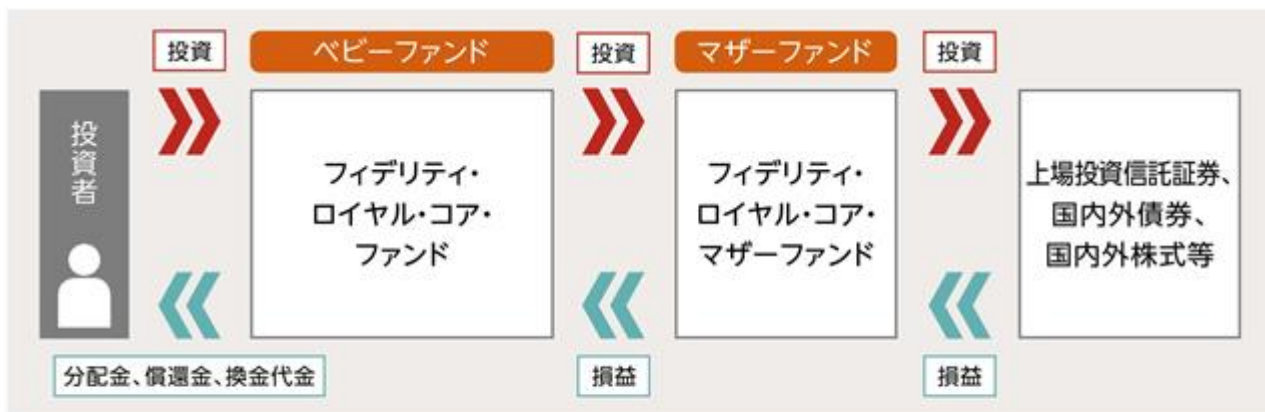 投資
ベビーファンド
投資
マザーファンド
投資
投資者
フィデリティ・
ロイヤル・コア・
ファンド
フィデリティ・
ロイヤル・コア・
マザーファンド
上場投資信託証券、
国内外債券、
国内外株式等
分配金、償還金、換金代金
損益
損益